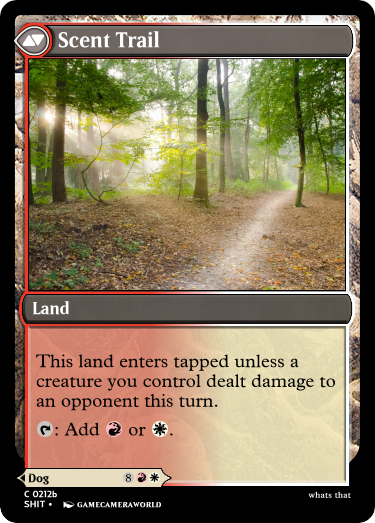 Scent Trail
Land
This land enters tapped unless a
creature you control dealt damage to
an opponent this turn.
: Add or .
Dog 8
C 0212b
whats that
SHIT • GAMECAMERAWORLD